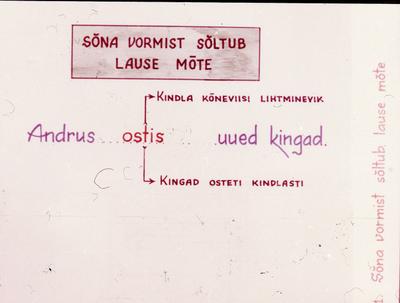 SÕNA VORMIST SÕLTUB
LAUSE MÕTE
KINDLA KÕNEVIISI LIHTMINEVIK
Andrus ostis uued kingad.
KINGAD OSTETI KINDLASTI
1. Sõna vormist sõltub lause mõte